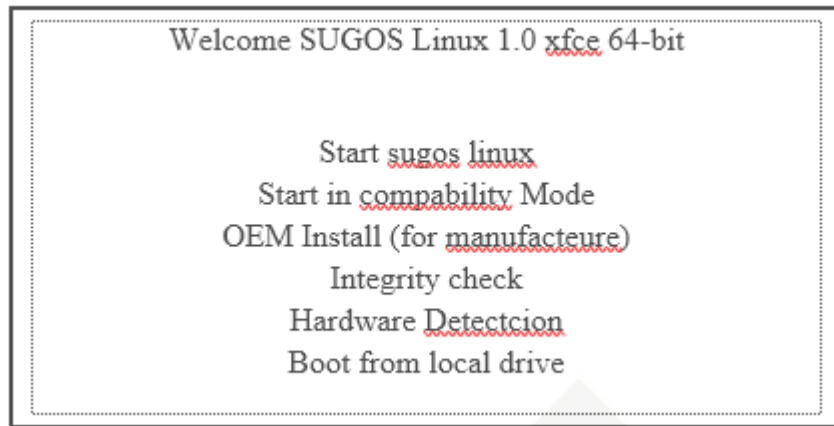 Welcome SUGOS Linux 1.0 xfce 64-bit
Start sugos linux
Start in compability Mode
OEM Install (for manufacteure)
Integrity check
Hardware Detectcion
Boot from local drive